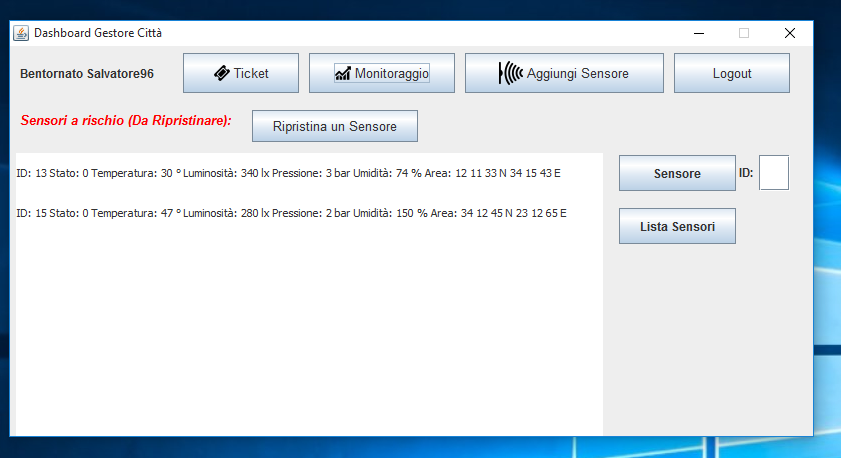 Dashboard Gestore Città
Bentornato Salvatore96
Ticket
Monitoraggio
Aggiungi Sensore
Logout
Sensori a rischio (Da Ripristinare):
Ripristina un Sensore
ID: 13 Stato: 0 Temperatura: 30 ° Luminosità: 340 lx Pressione: 3 bar Umidità: 74 % Area: 12 11 33 N 34 15 43 E
Sensore
ID:
ID: 15 Stato: 0 Temperatura: 47 ° Luminosità: 280 lx Pressione: 2 bar Umidità: 150 % Area: 34 12 45 N 23 12 65 E
Lista Sensori